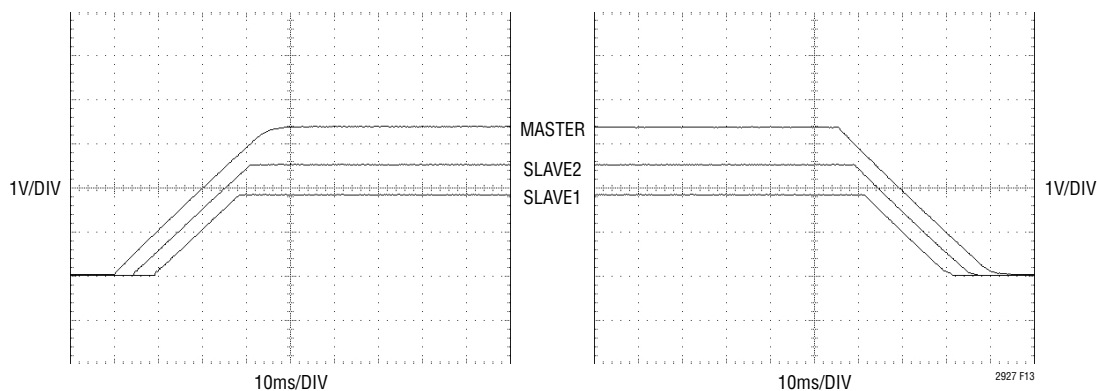 MASTER
SLAVE2
1V/DIV
1V/DIV
SLAVE1
10ms/DIV
10ms/DIV
2927 F13